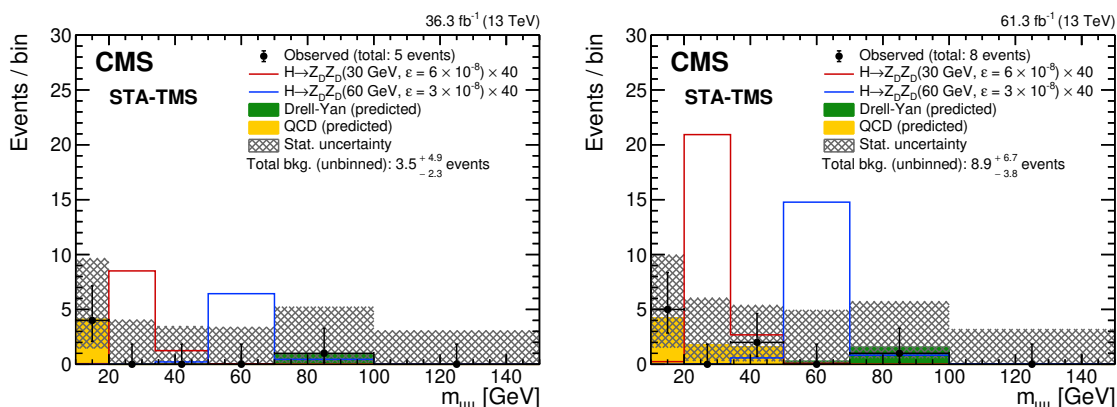 36.3 fb⁻¹ (13 TeV)
Events / bin
30
25
20
15
10
5
0
CMS
STA-TMS
Observed (total: 5 events)
H→Z_DZ_D(30 GeV, ε = 6 × 10⁻⁸) × 40
H→Z_DZ_D(60 GeV, ε = 3 × 10⁻⁸) × 40
Drell-Yan (predicted)
QCD (predicted)
Stat. uncertainty
Total bkg. (unbinned): 3.5 + 4.9 − 2.3 events
20 40 60 80 100 120 140
m_μμ [GeV]
61.3 fb⁻¹ (13 TeV)
Events / bin
30
25
20
15
10
5
0
CMS
STA-TMS
Observed (total: 8 events)
H→Z_DZ_D(30 GeV, ε = 6 × 10⁻⁸) × 40
H→Z_DZ_D(60 GeV, ε = 3 × 10⁻⁸) × 40
Drell-Yan (predicted)
QCD (predicted)
Stat. uncertainty
Total bkg. (unbinned): 8.9 + 6.7 − 3.8 events
20 40 60 80 100 120 140
m_μμ [GeV]